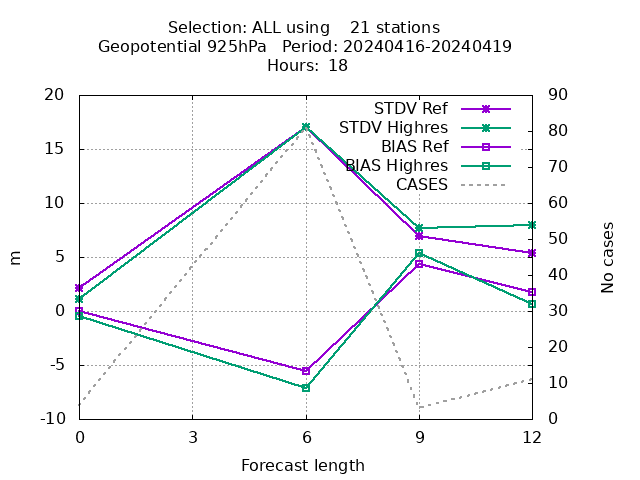 Selection: ALL using    21 stations
Geopotential 925hPa   Period: 20240416-20240419
Hours: 18
STDV Ref
STDV Highres
BIAS Ref
BIAS Highres
CASES
20
15
10
5
0
-5
-10
m
90
80
70
60
50
40
30
20
10
0
No cases
0 3 6 9 12
Forecast length